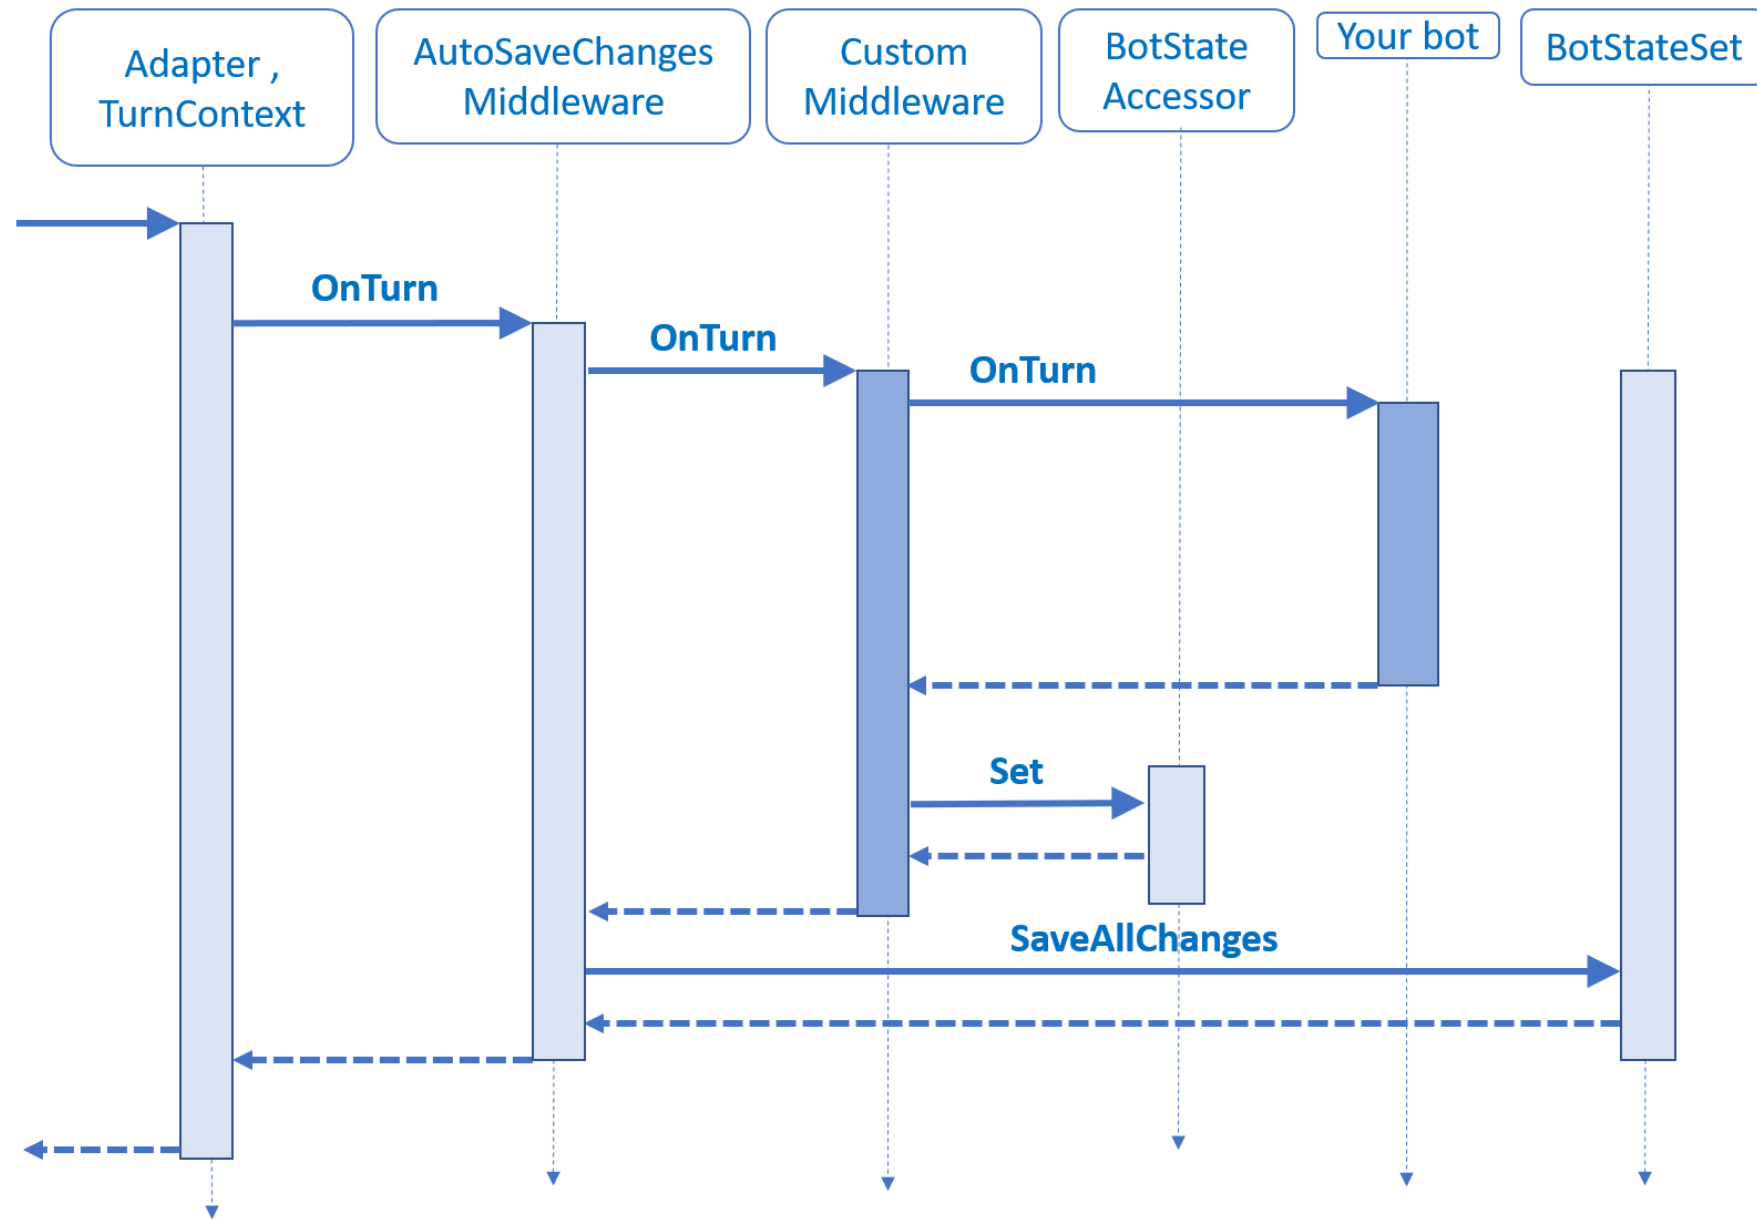 Adapter ,
TurnContext
AutoSaveChanges
Middleware
Custom
Middleware
BotState
Accessor
Your bot
BotStateSet
OnTurn
OnTurn
OnTurn
Set
SaveAllChanges